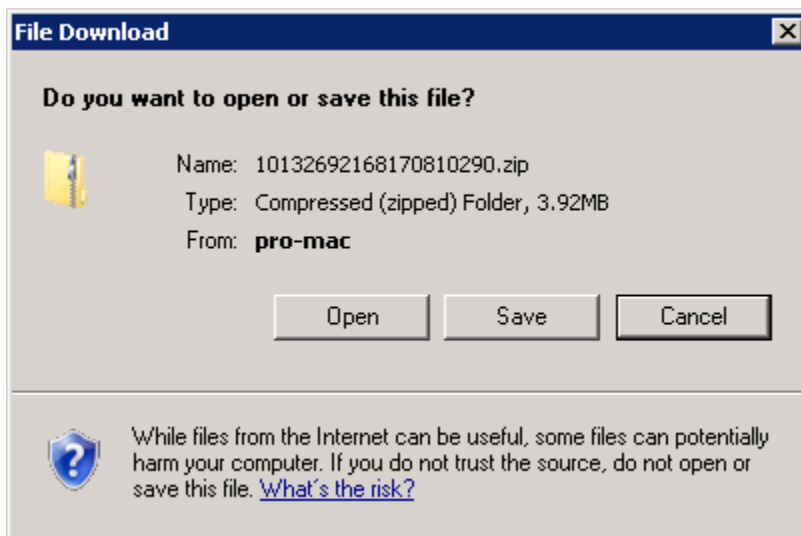 File Download
Do you want to open or save this file?
Name: 10132692168170810290.zip
Type: Compressed (zipped) Folder, 3.92MB
From: pro-mac
Open Save Cancel
While files from the Internet can be useful, some files can potentially
harm your computer. If you do not trust the source, do not open or
save this file. What's the risk?